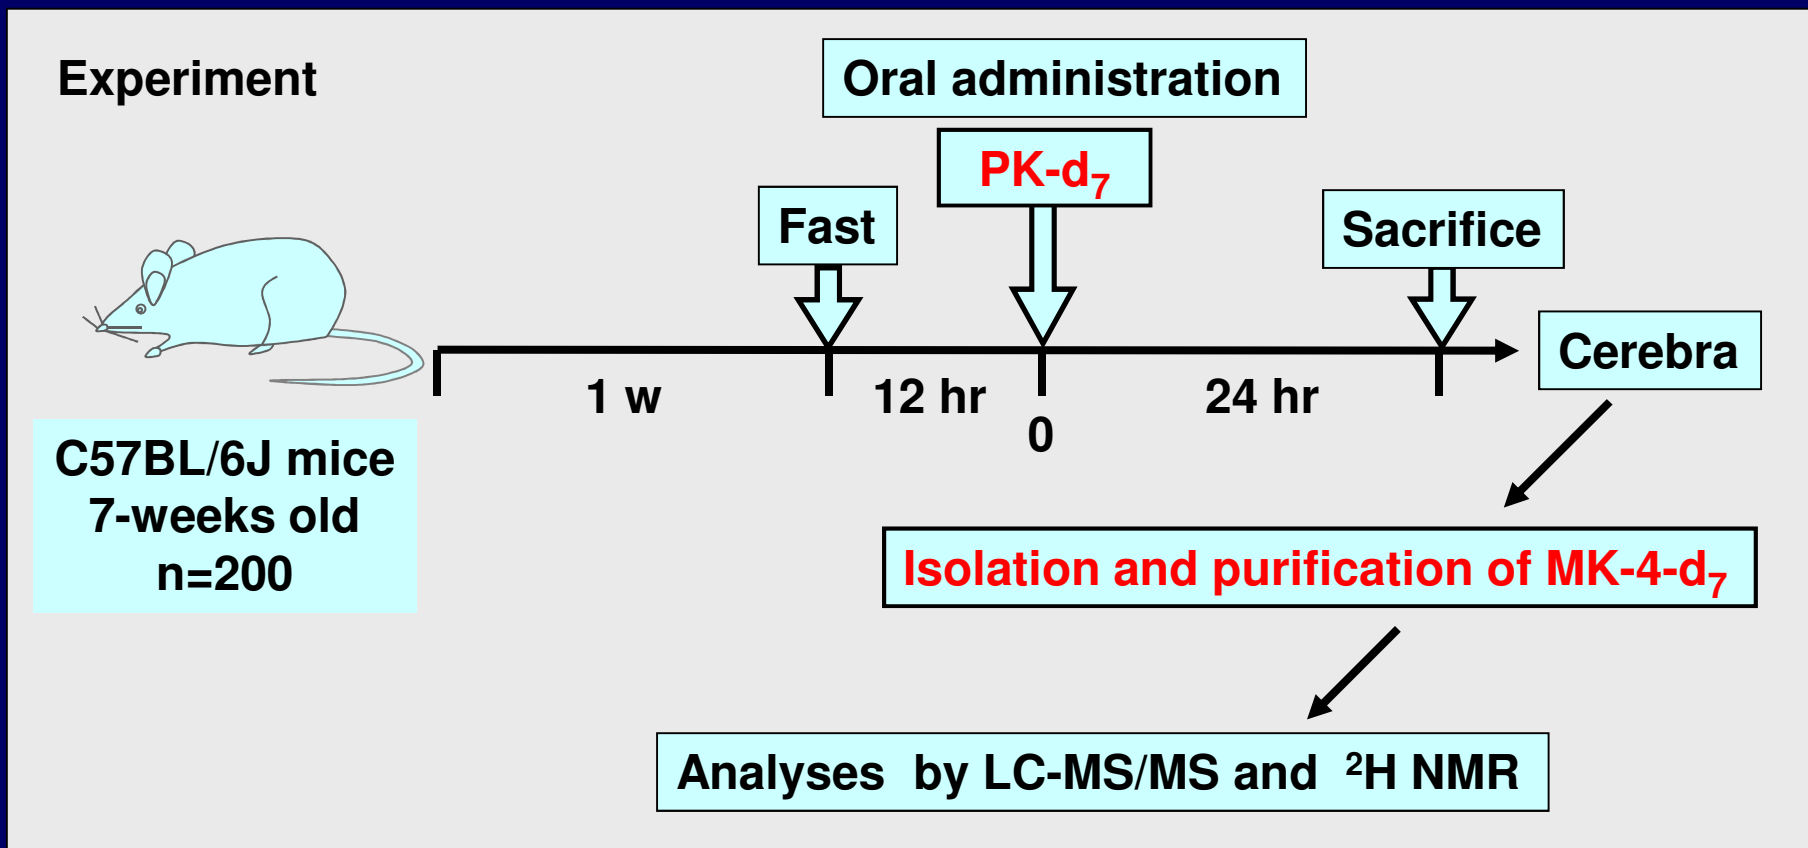 Experiment
Oral administration
PK-d₇
Fast
Sacrifice
Cerebra
1 w
12 hr
24 hr
0
C57BL/6J mice
7-weeks old
n=200
Isolation and purification of MK-4-d₇
Analyses by LC-MS/MS and ²H NMR